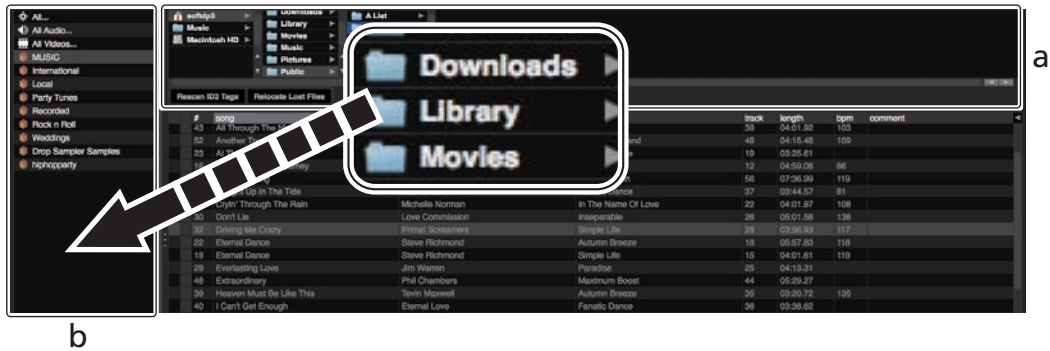 All...
All Audio...
All Videos...
MUSIC
International
Local
Party Tunes
Recorded
Rock n Roll
Weddings
Drop Sampler Samples
hiphopparty
softdp3
Music
Macintosh HD
Downloads
Library
Movies
Music
Pictures
Public
A List
Rescan ID3 Tags Relocate Lost Files
Downloads
Library
Movies
a
# song track length bpm comment
43 All Through The 39 04:01.92 103
52 Another 48 04:15.48 109
23 19 03:25.61
12 04:59.08 86
56 07:36.99 119
Up In The Tide 37 03:44.57 81
Cryin' Through The Rain Michelle Norman In The Name Of Love 22 04:01.97 108
30 Don't Lie Love Commission Inseparable 26 05:01.58 138
32 Driving Me Crazy Primal Screamers Simple Life 28 03:56.93 117
22 Eternal Dance Steve Richmond Autumn Breeze 18 05:57.83 118
19 Eternal Dance Steve Richmond Simple Life 15 04:01.61 119
29 Everlasting Love Jim Warren Paradise 25 04:13.31
48 Extraordinary Phil Chambers Maximum Boost 44 05:29.27
39 Heaven Must Be Like This Tevin Maxwell Autumn Breeze 35 03:20.72 135
40 I Can't Get Enough Eternal Love Fanatic Dance 36 03:38.62
b